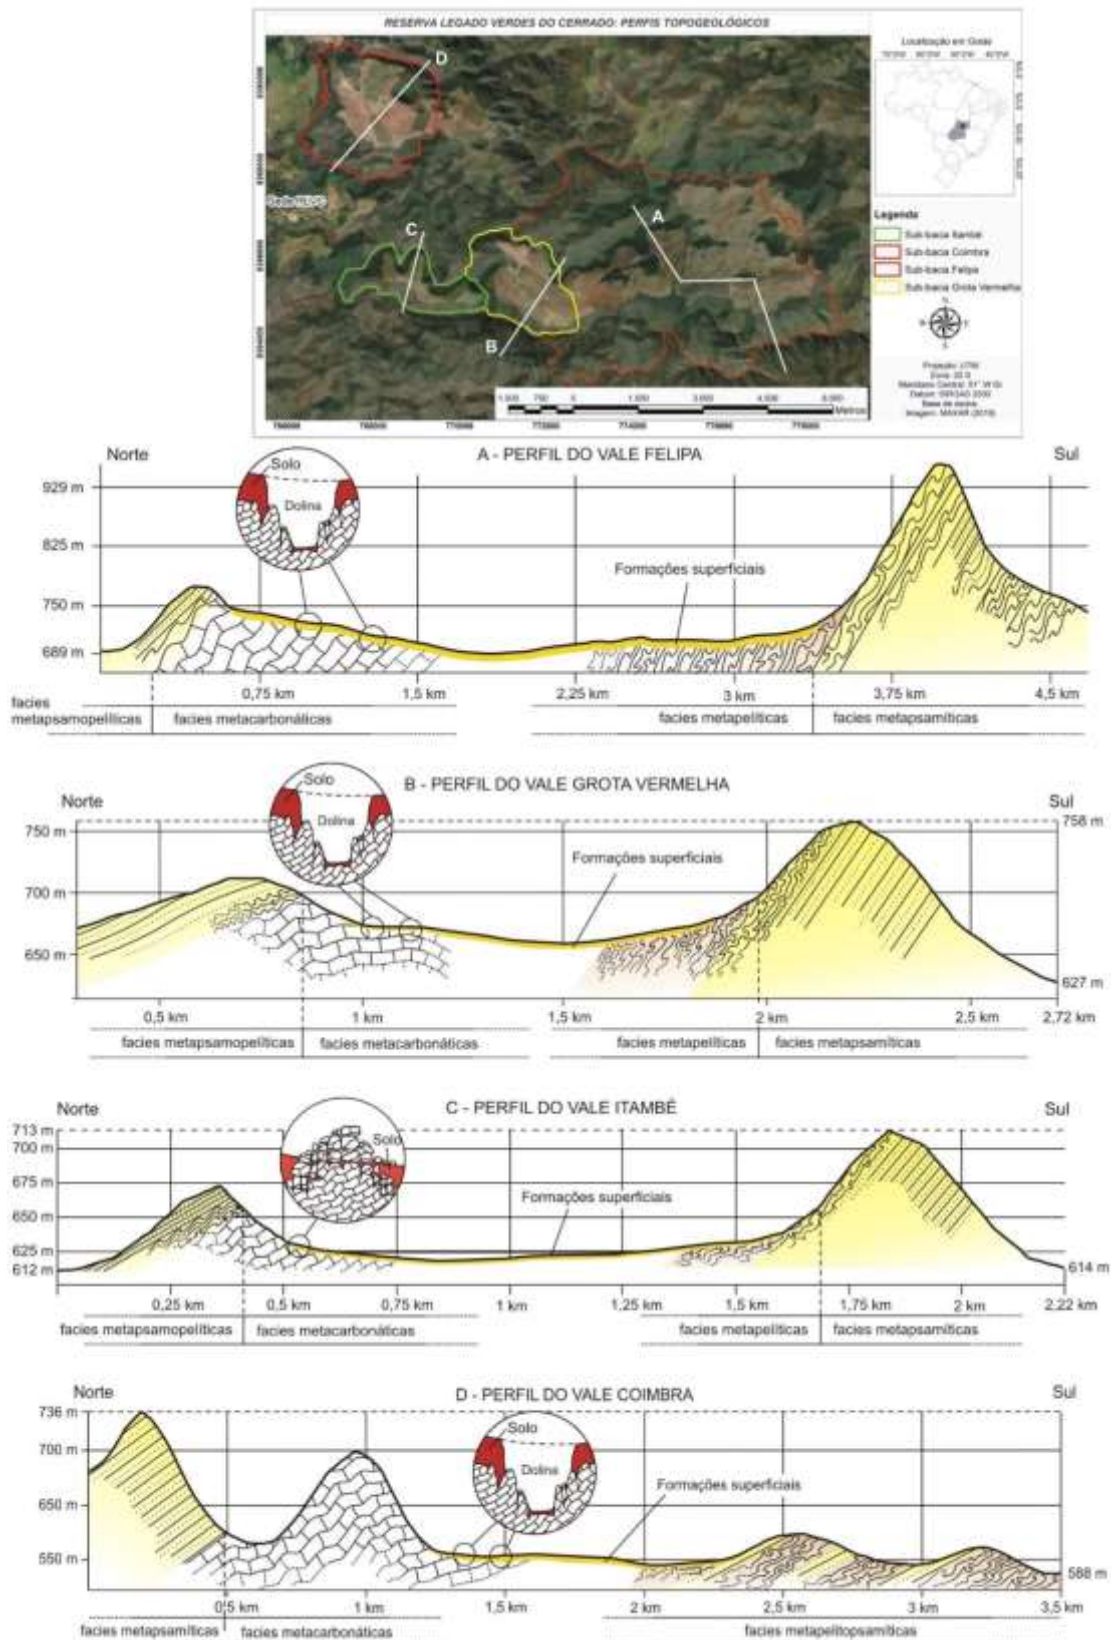 RESERVA LEGADO VERDES DO CERRADO: PERFIS TOPOGEOLÓGICOS
D
C
A
B
Localização em Goiás
Legenda
Sub-bacia Itambé
Sub-bacia Coimbra
Sub-bacia Felipa
Sub-bacia Grota Vermelha
N
S
Metros
Norte
A - PERFIL DO VALE FELIPA
Sul
Solo
Dolina
929 m
825 m
750 m
689 m
Formações superficiais
0,75 km 1,5 km 2,25 km 3 km 3,75 km 4,5 km
facies
metapsamopelíticas facies metacarbonáticas facies metapelíticas facies metapsamíticas
B - PERFIL DO VALE GROTA VERMELHA
Norte
Sul
Solo
Dolina
750 m
700 m
650 m
758 m
627 m
Formações superficiais
0,5 km 1 km 1,5 km 2 km 2,5 km 2,72 km
facies metapsamopelíticas facies metacarbonáticas facies metapelíticas facies metapsamíticas
Norte
C - PERFIL DO VALE ITAMBÉ
Sul
Solo
713 m
700 m
675 m
650 m
625 m
612 m
614 m
Formações superficiais
0,25 km 0,5 km 0,75 km 1 km 1,25 km 1,5 km 1,75 km 2 km 2.22 km
facies metapsamopelíticas facies metacarbonáticas facies metapelíticas facies metapsamíticas
Norte
D - PERFIL DO VALE COIMBRA
Sul
Solo
Dolina
736 m
700 m
650 m
550 m
588 m
Formações superficiais
0,5 km 1 km 1,5 km 2 km 2,5 km 3 km 3,5 km
facies metapsamíticas facies metacarbonáticas facies metapelitopsamíticas